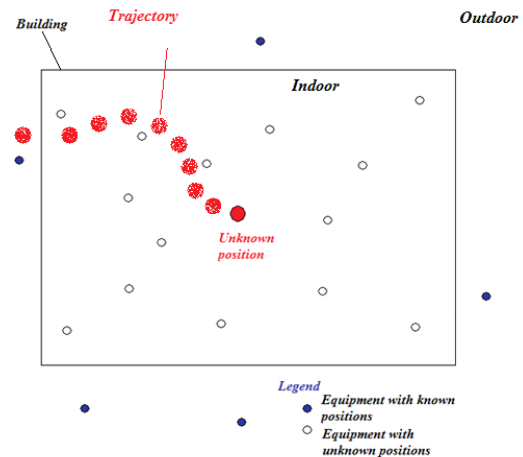 Trajectory
Outdoor
Building
Indoor
Unknown
position
Legend
Equipment with known
positions
Equipment with
unknown positions